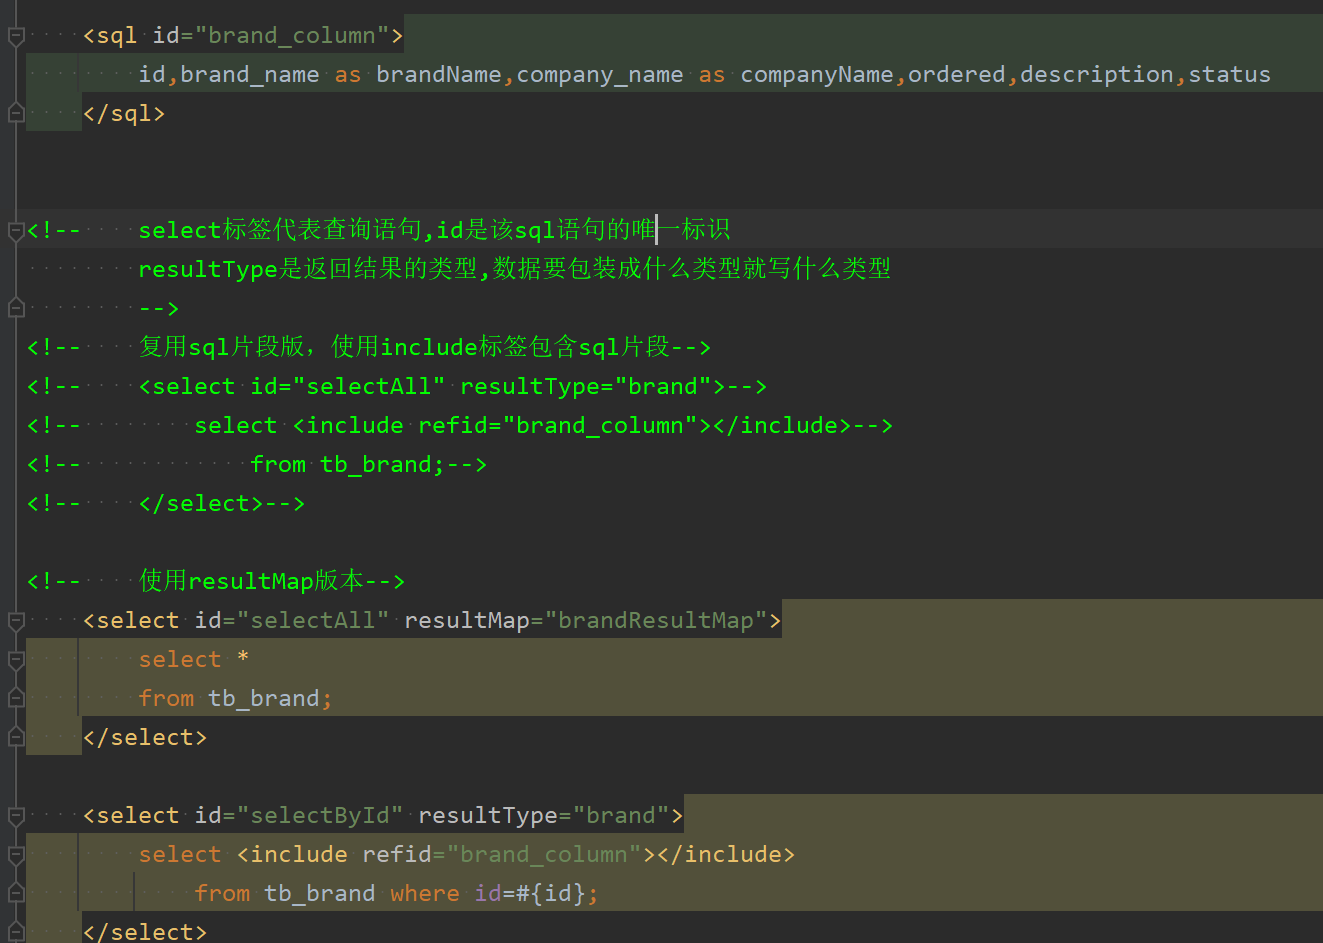 <sql id="brand_column">
id,brand_name as brandName,company_name as companyName,ordered,description,status
</sql>
<!-- select标签代表查询语句,id是该sql语句的唯一标识
resultType是返回结果的类型,数据要包装成什么类型就写什么类型
-->
<!-- 复用sql片段版，使用include标签包含sql片段-->
<!-- <select id="selectAll" resultType="brand">-->
<!-- select <include refid="brand_column"></include>-->
<!-- from tb_brand;-->
<!-- </select>-->
<!-- 使用resultMap版本-->
<select id="selectAll" resultMap="brandResultMap">
select *
from tb_brand;
</select>
<select id="selectById" resultType="brand">
select <include refid="brand_column"></include>
from tb_brand where id=#{id};
</select>